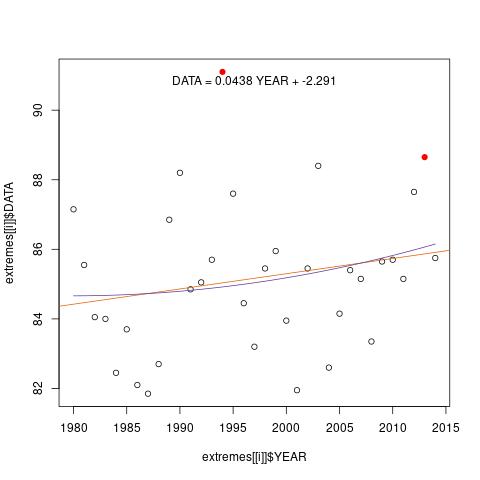 DATA = 0.0438 YEAR + -2.291
extremes[[i]]$DATA
90
88
86
84
82
1980 1985 1990 1995 2000 2005 2010 2015
extremes[[i]]$YEAR